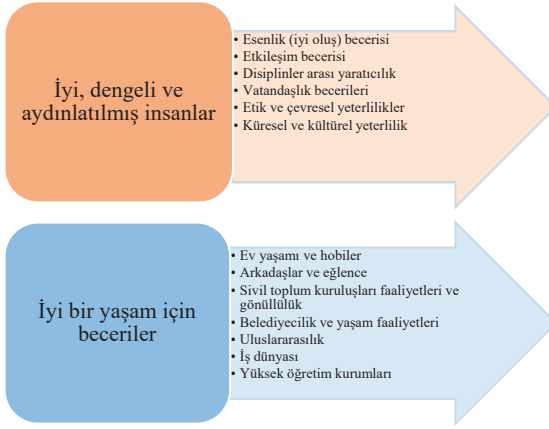 İyi, dengeli ve
aydınlatılmış insanlar
• Esenlik (iyi oluş) becerisi
• Etkileşim becerisi
• Disiplinler arası yaratıcılık
• Vatandaşlık becerileri
• Etik ve çevresel yeterlilikler
• Küresel ve kültürel yeterlilik
İyi bir yaşam için
beceriler
• Ev yaşamı ve hobiler
• Arkadaşlar ve eğlence
• Sivil toplum kuruluşları faaliyetleri ve
gönüllülük
• Belediyecilik ve yaşam faaliyetleri
• Uluslararasılık
• İş dünyası
• Yüksek öğretim kurumları